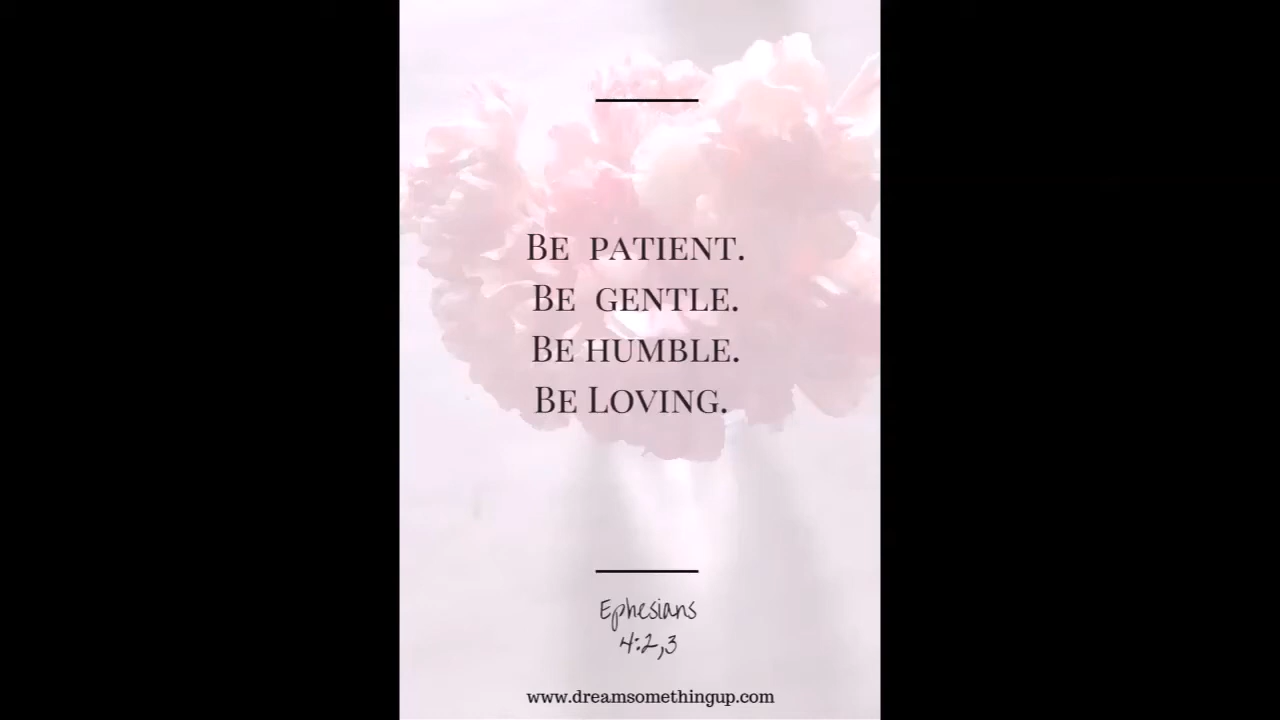 Be patient.
Be gentle.
Be humble.
Be Loving.
Ephesians
4:2,3
www.dreamsomethingup.com